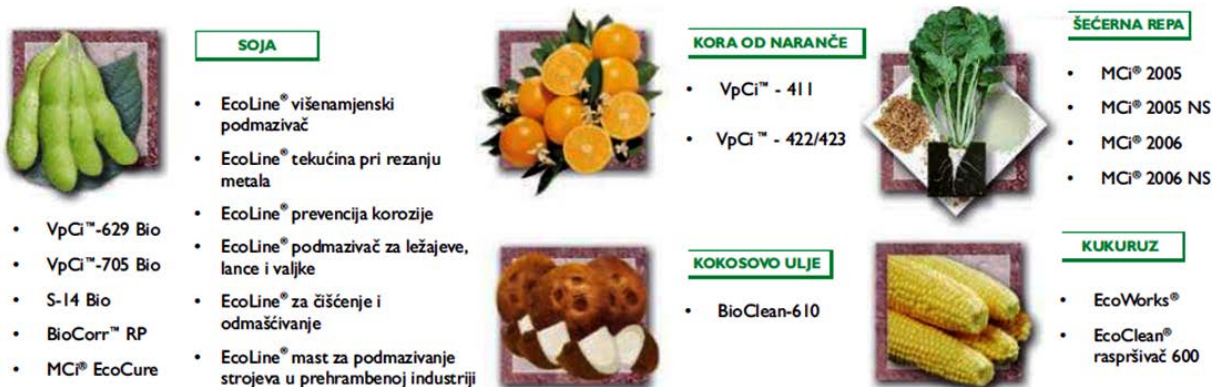 SOJA
• EcoLine® višenamjenski
podmazivač
• EcoLine® tekućina pri rezanju
metala
• EcoLine® prevencija korozije
• EcoLine® podmazivač za ležajeve,
lance i valjke
• EcoLine® za čišćenje i
odmašćivanje
• EcoLine® mast za podmazivanje
strojeva u prehrambenoj industriji
• VpCi™-629 Bio
• VpCi™-705 Bio
• S-14 Bio
• BioCorr™ RP
• MCi® EcoCure
KORA OD NARANČE
• VpCi™ - 411
• VpCi ™ - 422/423
KOKOSOVO ULJE
• BioClean-610
ŠEĆERNA REPA
• MCi® 2005
• MCi® 2005 NS
• MCi® 2006
• MCi® 2006 NS
KUKURUZ
• EcoWorks®
• EcoClean®
raspršivač 600